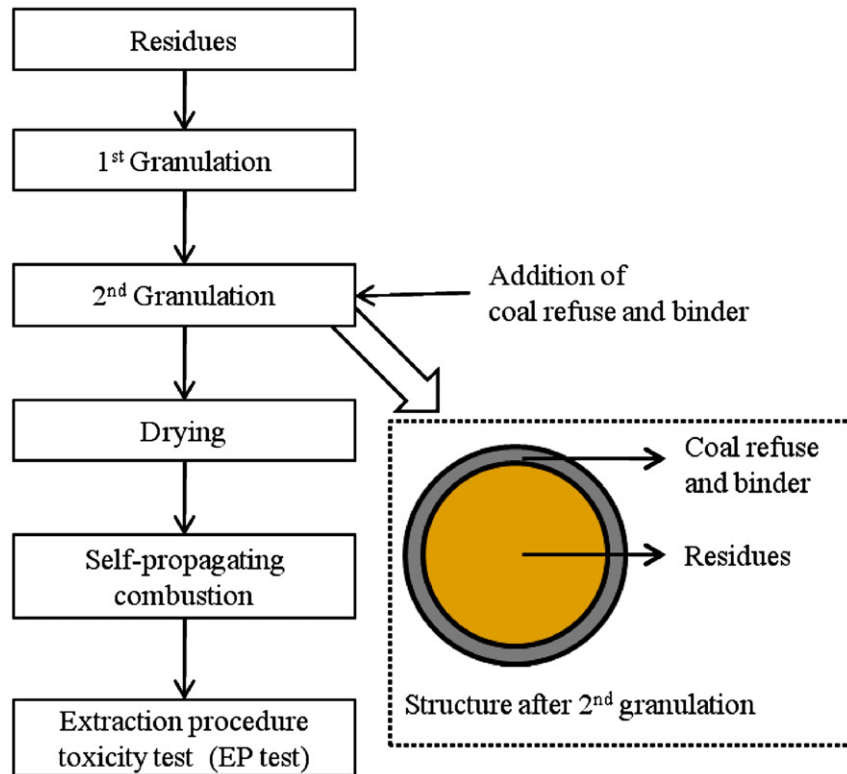 Residues
1st Granulation
2nd Granulation
Addition of
coal refuse and binder
Drying
Coal refuse
and binder
Self-propagating
combustion
Residues
Structure after 2nd granulation
Extraction procedure
toxicity test (EP test)